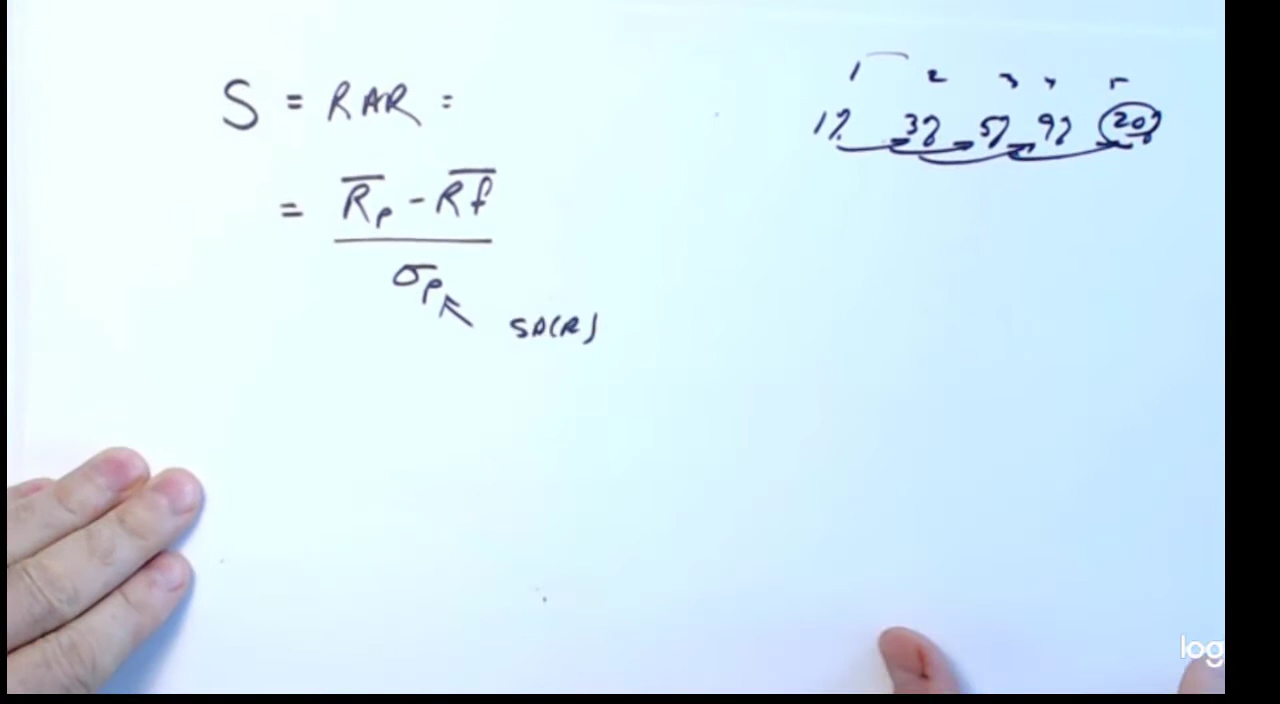 S = RAR =
= R̅p - R̅f̅
σp
SD(R)
1 2 3 4 5
1% 3% 5% 9% 20%
log